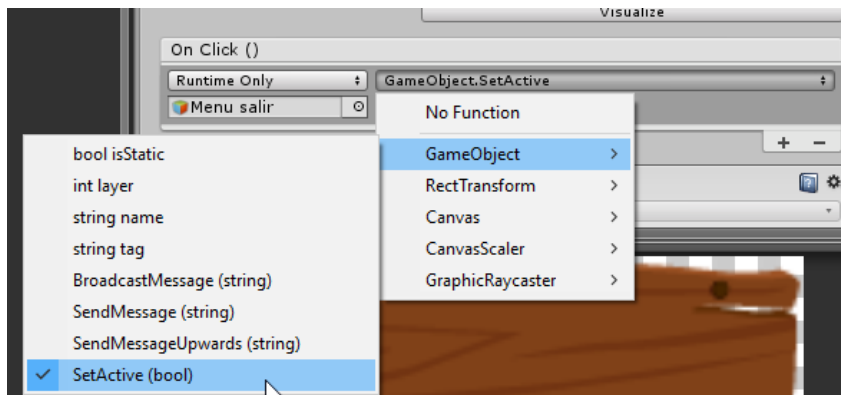 Visualize
On Click ()
Runtime Only
GameObject.SetActive
Menu salir
No Function
GameObject
RectTransform
Canvas
CanvasScaler
GraphicRaycaster
bool isStatic
int layer
string name
string tag
BroadcastMessage (string)
SendMessage (string)
SendMessageUpwards (string)
SetActive (bool)